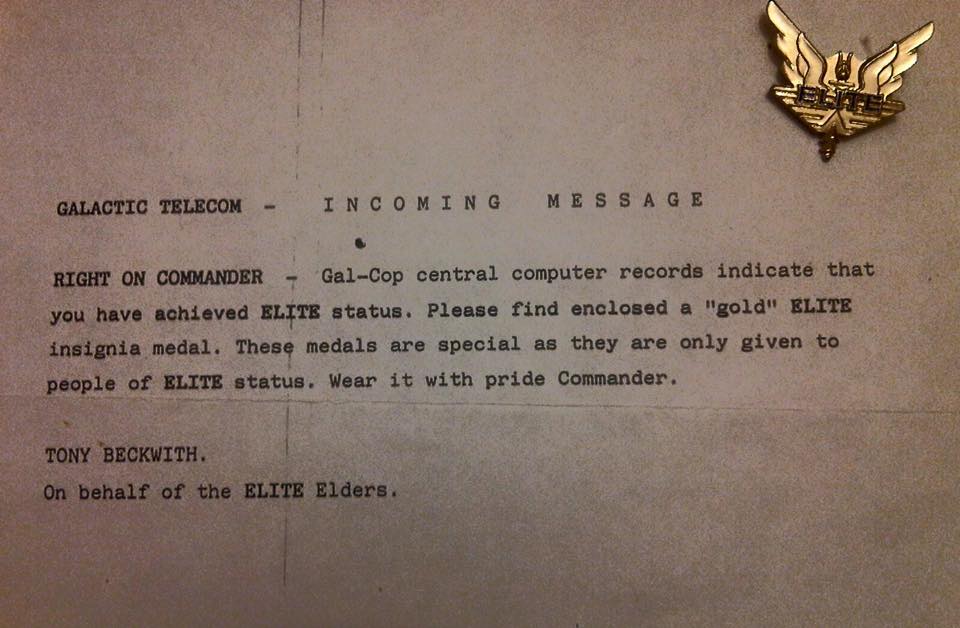 ELITE
GALACTIC TELECOM - INCOMING MESSAGE
RIGHT ON COMMANDER - Gal-Cop central computer records indicate that
you have achieved ELITE status. Please find enclosed a "gold" ELITE
insignia medal. These medals are special as they are only given to
people of ELITE status. Wear it with pride Commander.
TONY BECKWITH.
On behalf of the ELITE Elders.